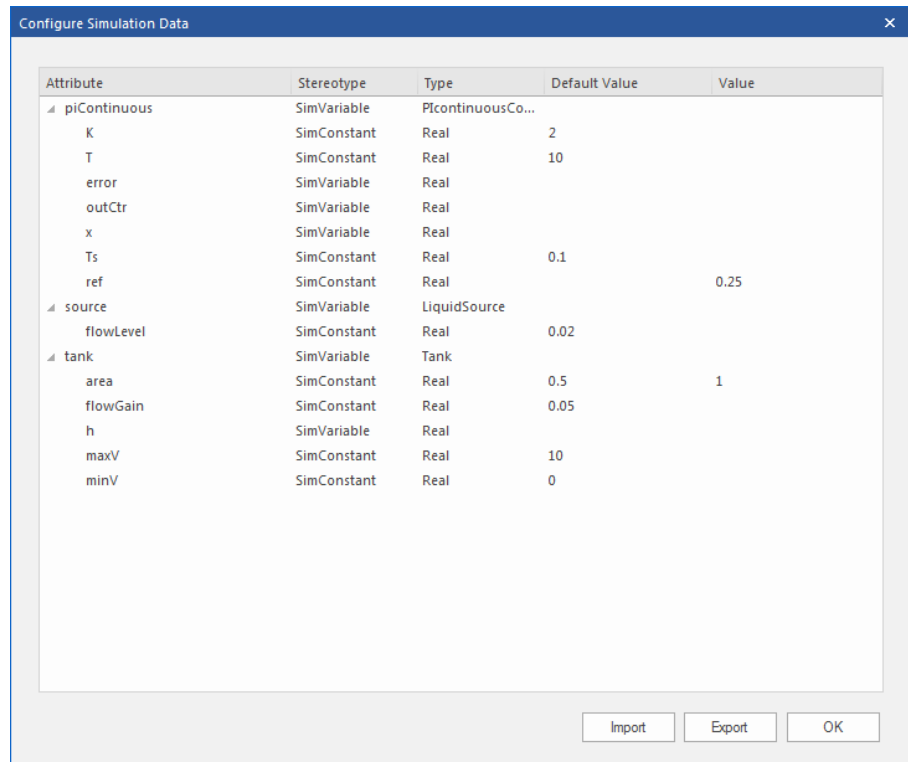 Configure Simulation Data
Attribute Stereotype Type Default Value Value
piContinuous SimVariable PIcontinuousCo...
K SimConstant Real 2
T SimConstant Real 10
error SimVariable Real
outCtr SimVariable Real
x SimVariable Real
Ts SimConstant Real 0.1
ref SimConstant Real 0.25
source SimVariable LiquidSource
flowLevel SimConstant Real 0.02
tank SimVariable Tank
area SimConstant Real 0.5 1
flowGain SimConstant Real 0.05
h SimVariable Real
maxV SimConstant Real 10
minV SimConstant Real 0
Import Export OK